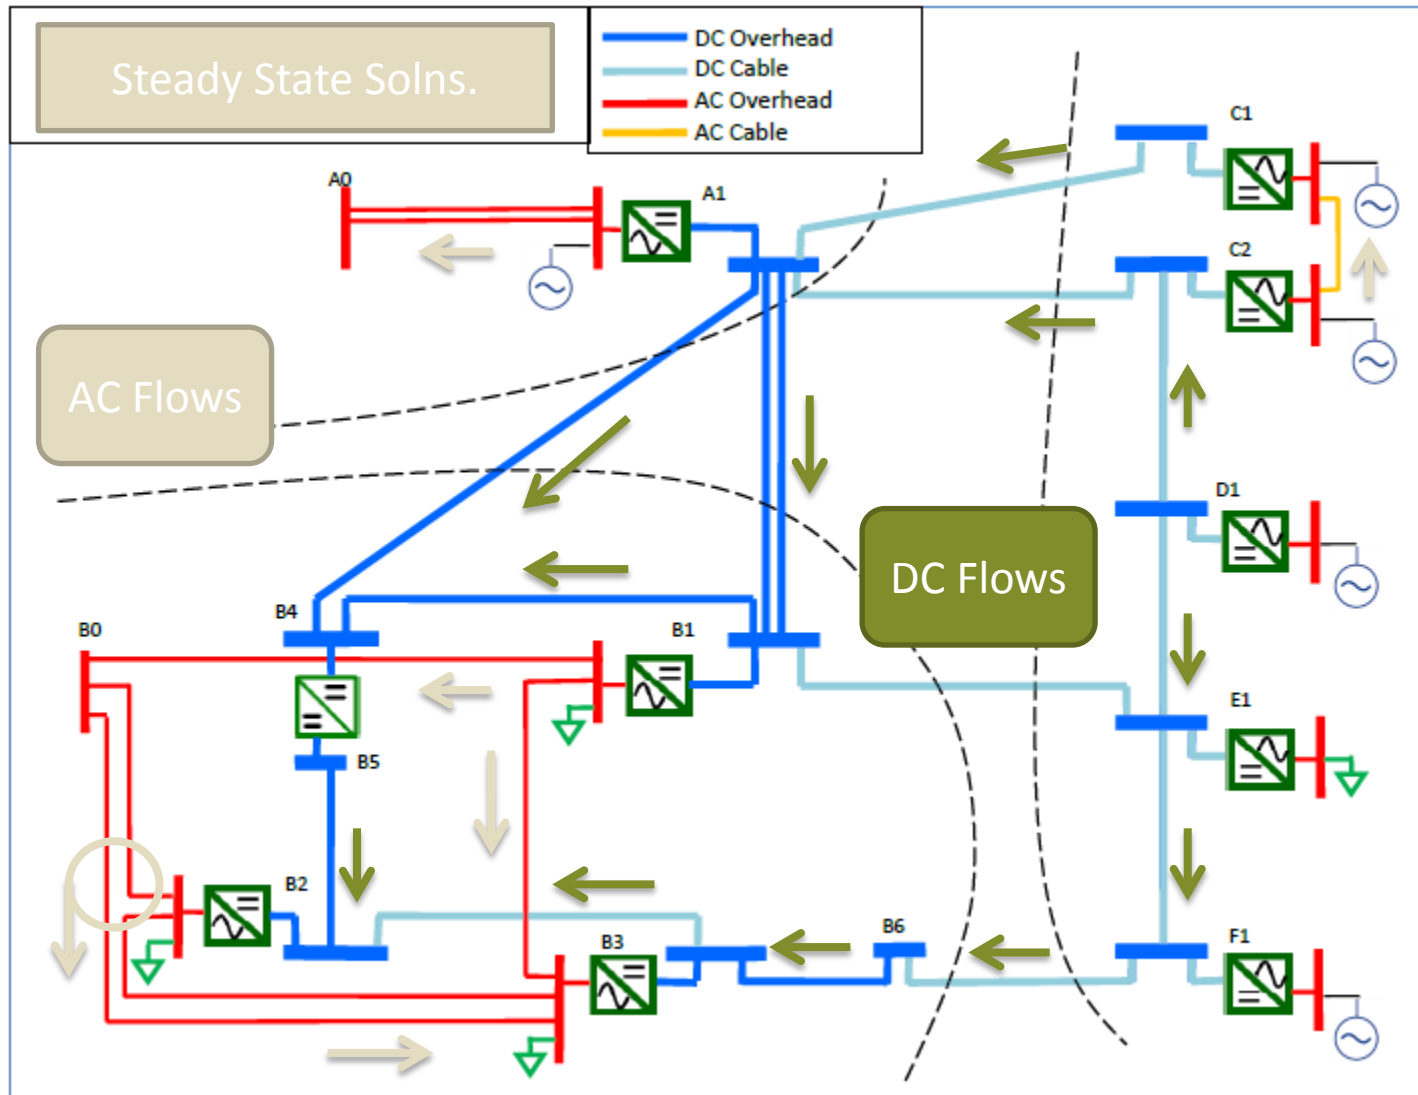 Steady State Solns.
DC Overhead
DC Cable
AC Overhead
AC Cable
C1
A0
A1
C2
AC Flows
D1
DC Flows
B4
B0
B1
E1
B5
B2
B3
B6
F1